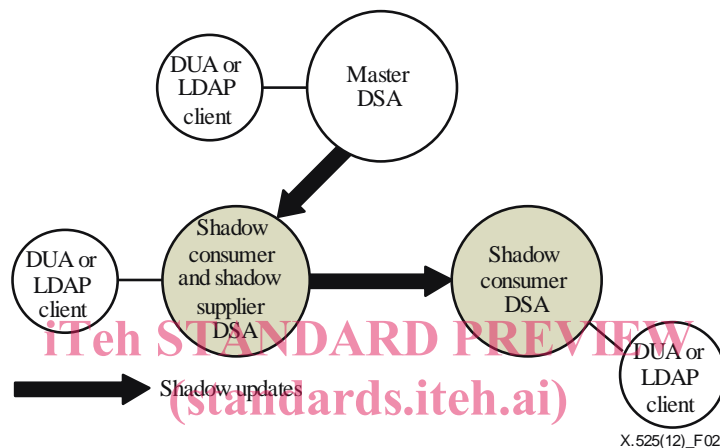 DUA or
LDAP
client
Master
DSA
DUA or
LDAP
client
Shadow
consumer
and shadow
supplier
DSA
Shadow
consumer
DSA
iTeh STANDARD PREVIEW
DUA or
LDAP
client
Shadow updates
(standards.iteh.ai)
X.525(12)_F02